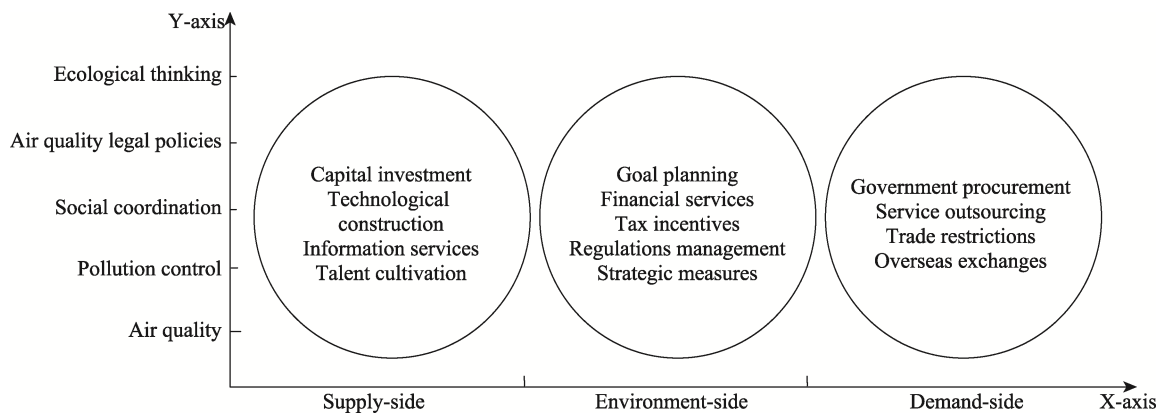 Y-axis
Ecological thinking
Air quality legal policies
Social coordination
Pollution control
Air quality
Capital investment
Technological
construction
Information services
Talent cultivation
Goal planning
Financial services
Tax incentives
Regulations management
Strategic measures
Government procurement
Service outsourcing
Trade restrictions
Overseas exchanges
Supply-side
Environment-side
Demand-side
X-axis